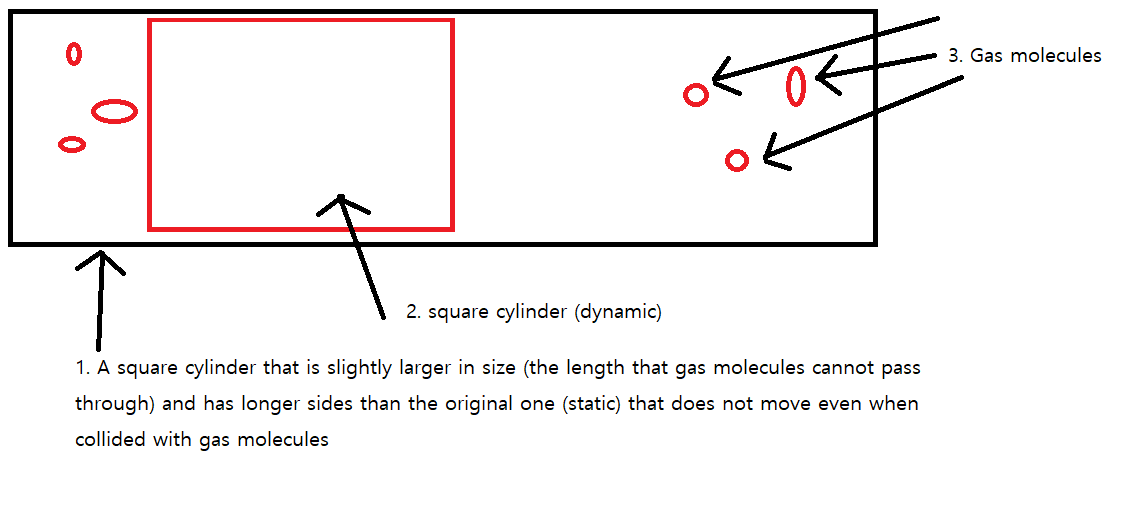 3. Gas molecules
2. square cylinder (dynamic)
1. A square cylinder that is slightly larger in size (the length that gas molecules cannot pass
through) and has longer sides than the original one (static) that does not move even when
collided with gas molecules